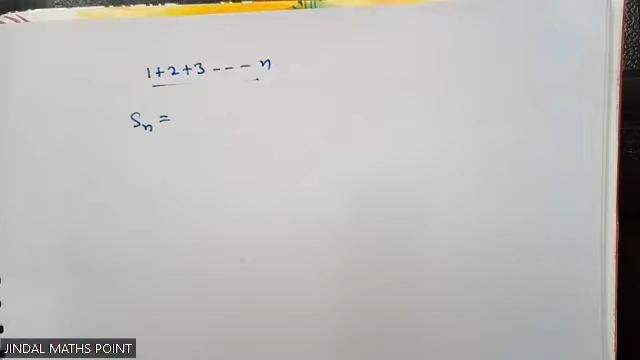 1+2+3 ---- n
Sn =
JINDAL MATHS POINT